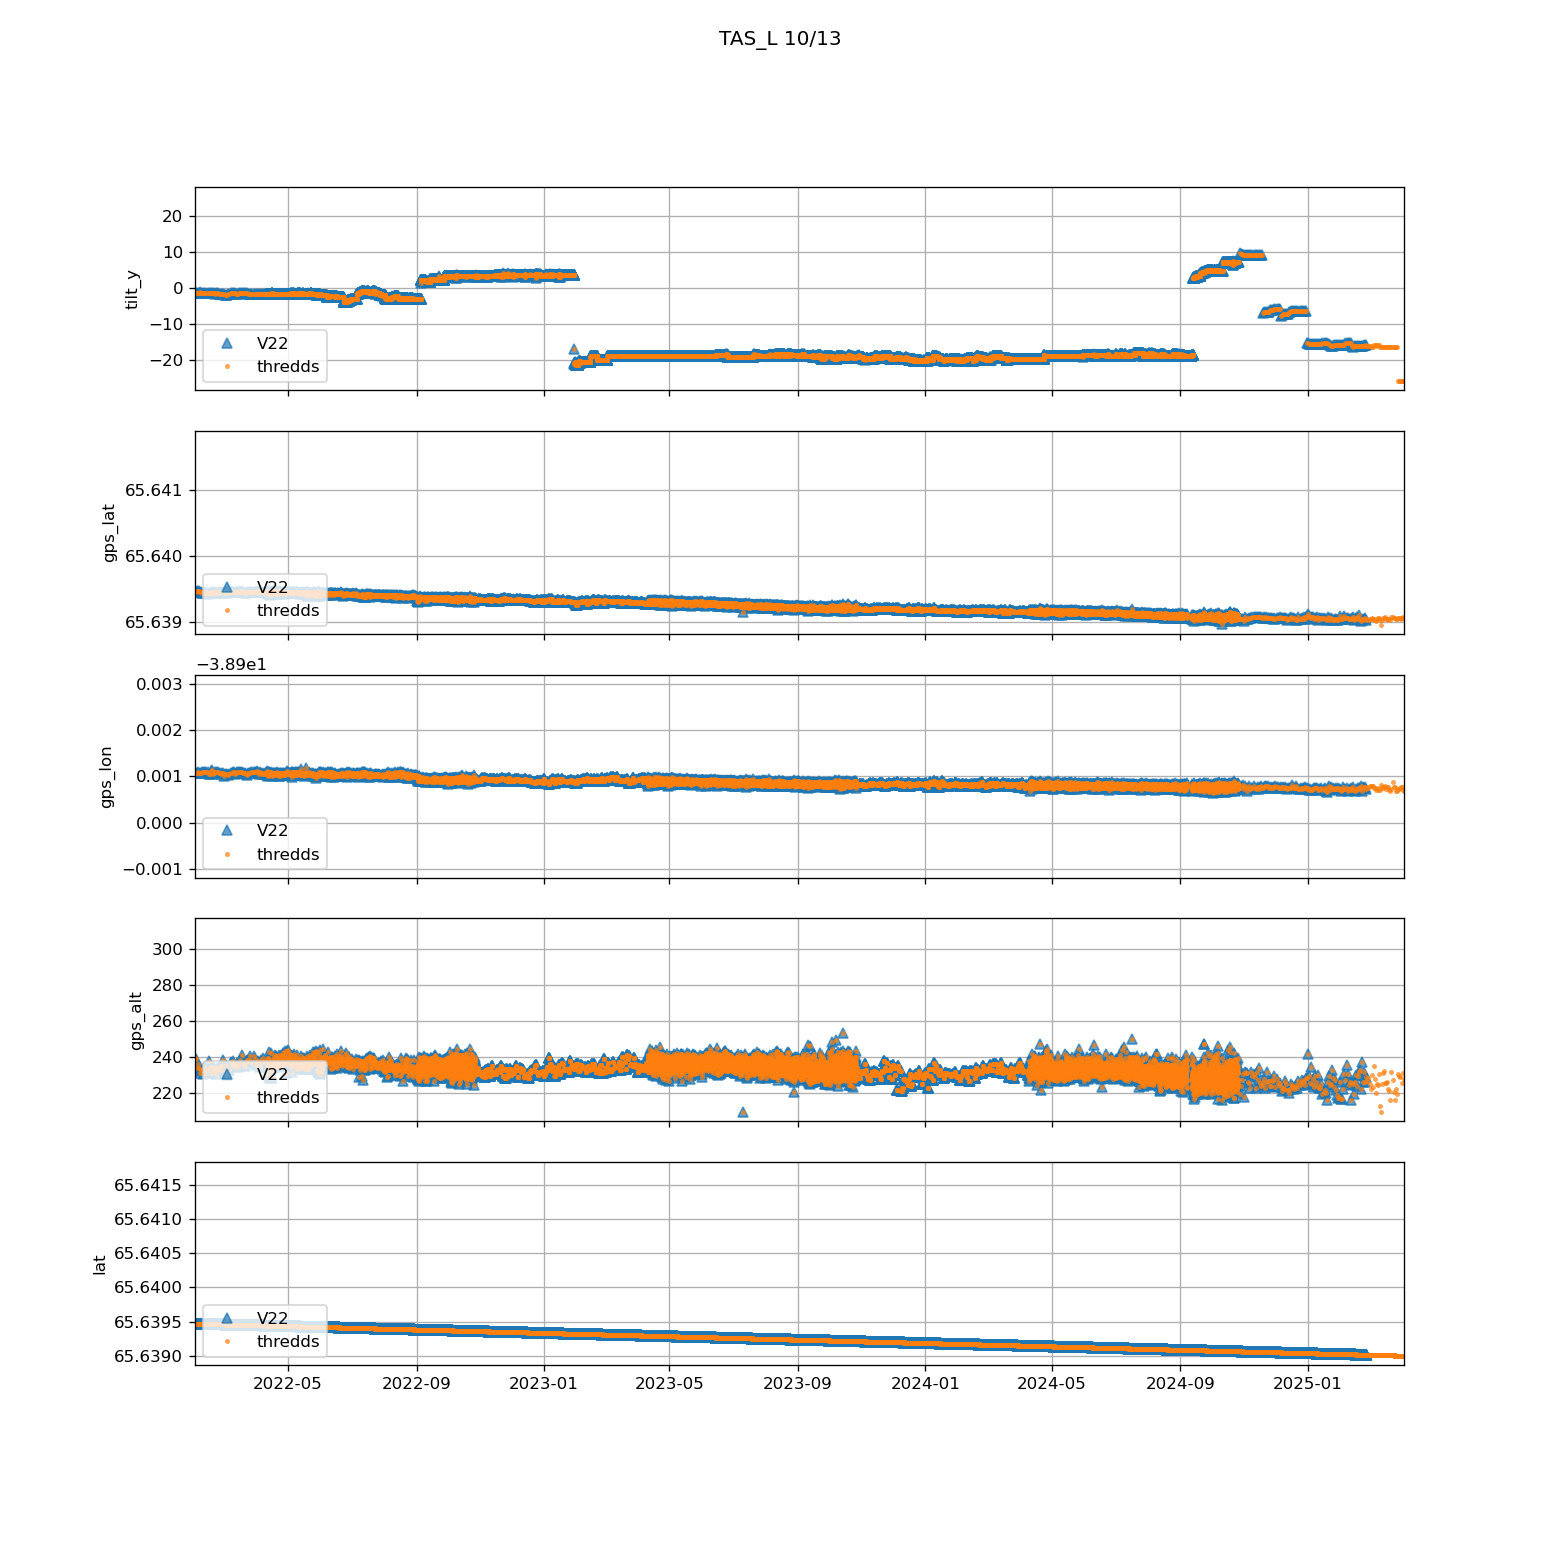 TAS_L 10/13
20
10
0
−10
−20
tilt_y
V22
thredds
65.641
65.640
65.639
gps_lat
V22
thredds
−3.89e1
0.003
0.002
0.001
0.000
−0.001
gps_lon
V22
thredds
300
280
260
240
220
gps_alt
V22
thredds
65.6415
65.6410
65.6405
65.6400
65.6395
65.6390
lat
V22
thredds
2022-05 2022-09 2023-01 2023-05 2023-09 2024-01 2024-05 2024-09 2025-01